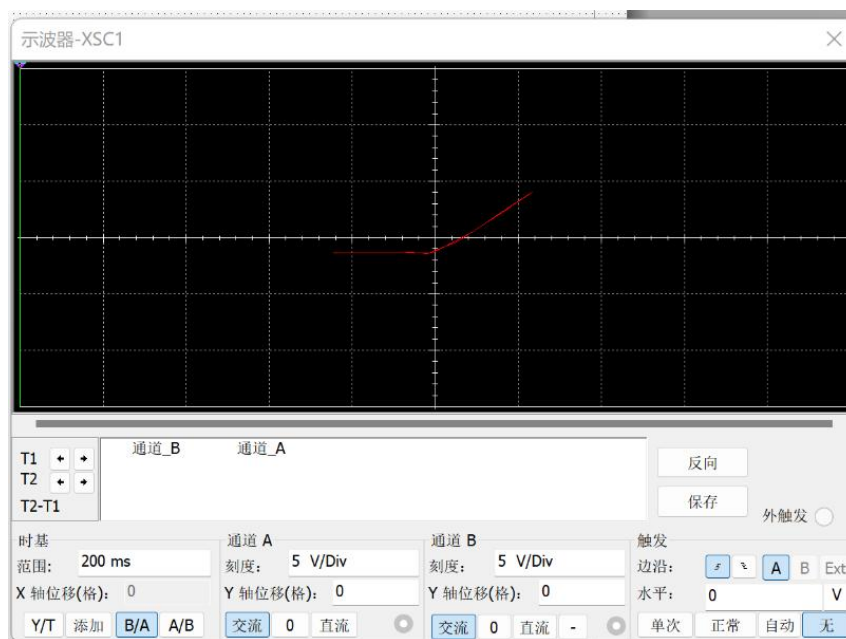 示波器-XSC1
通道_B 通道_A
T1
T2
T2-T1
反向
保存
外触发
时基
范围: 200 ms
X 轴位移(格): 0
Y/T 添加 B/A A/B
通道 A
刻度: 5 V/Div
Y 轴位移(格): 0
交流 0 直流
通道 B
刻度: 5 V/Div
Y 轴位移(格): 0
交流 0 直流 -
触发
边沿: A B Ext
水平: 0 V
单次 正常 自动 无